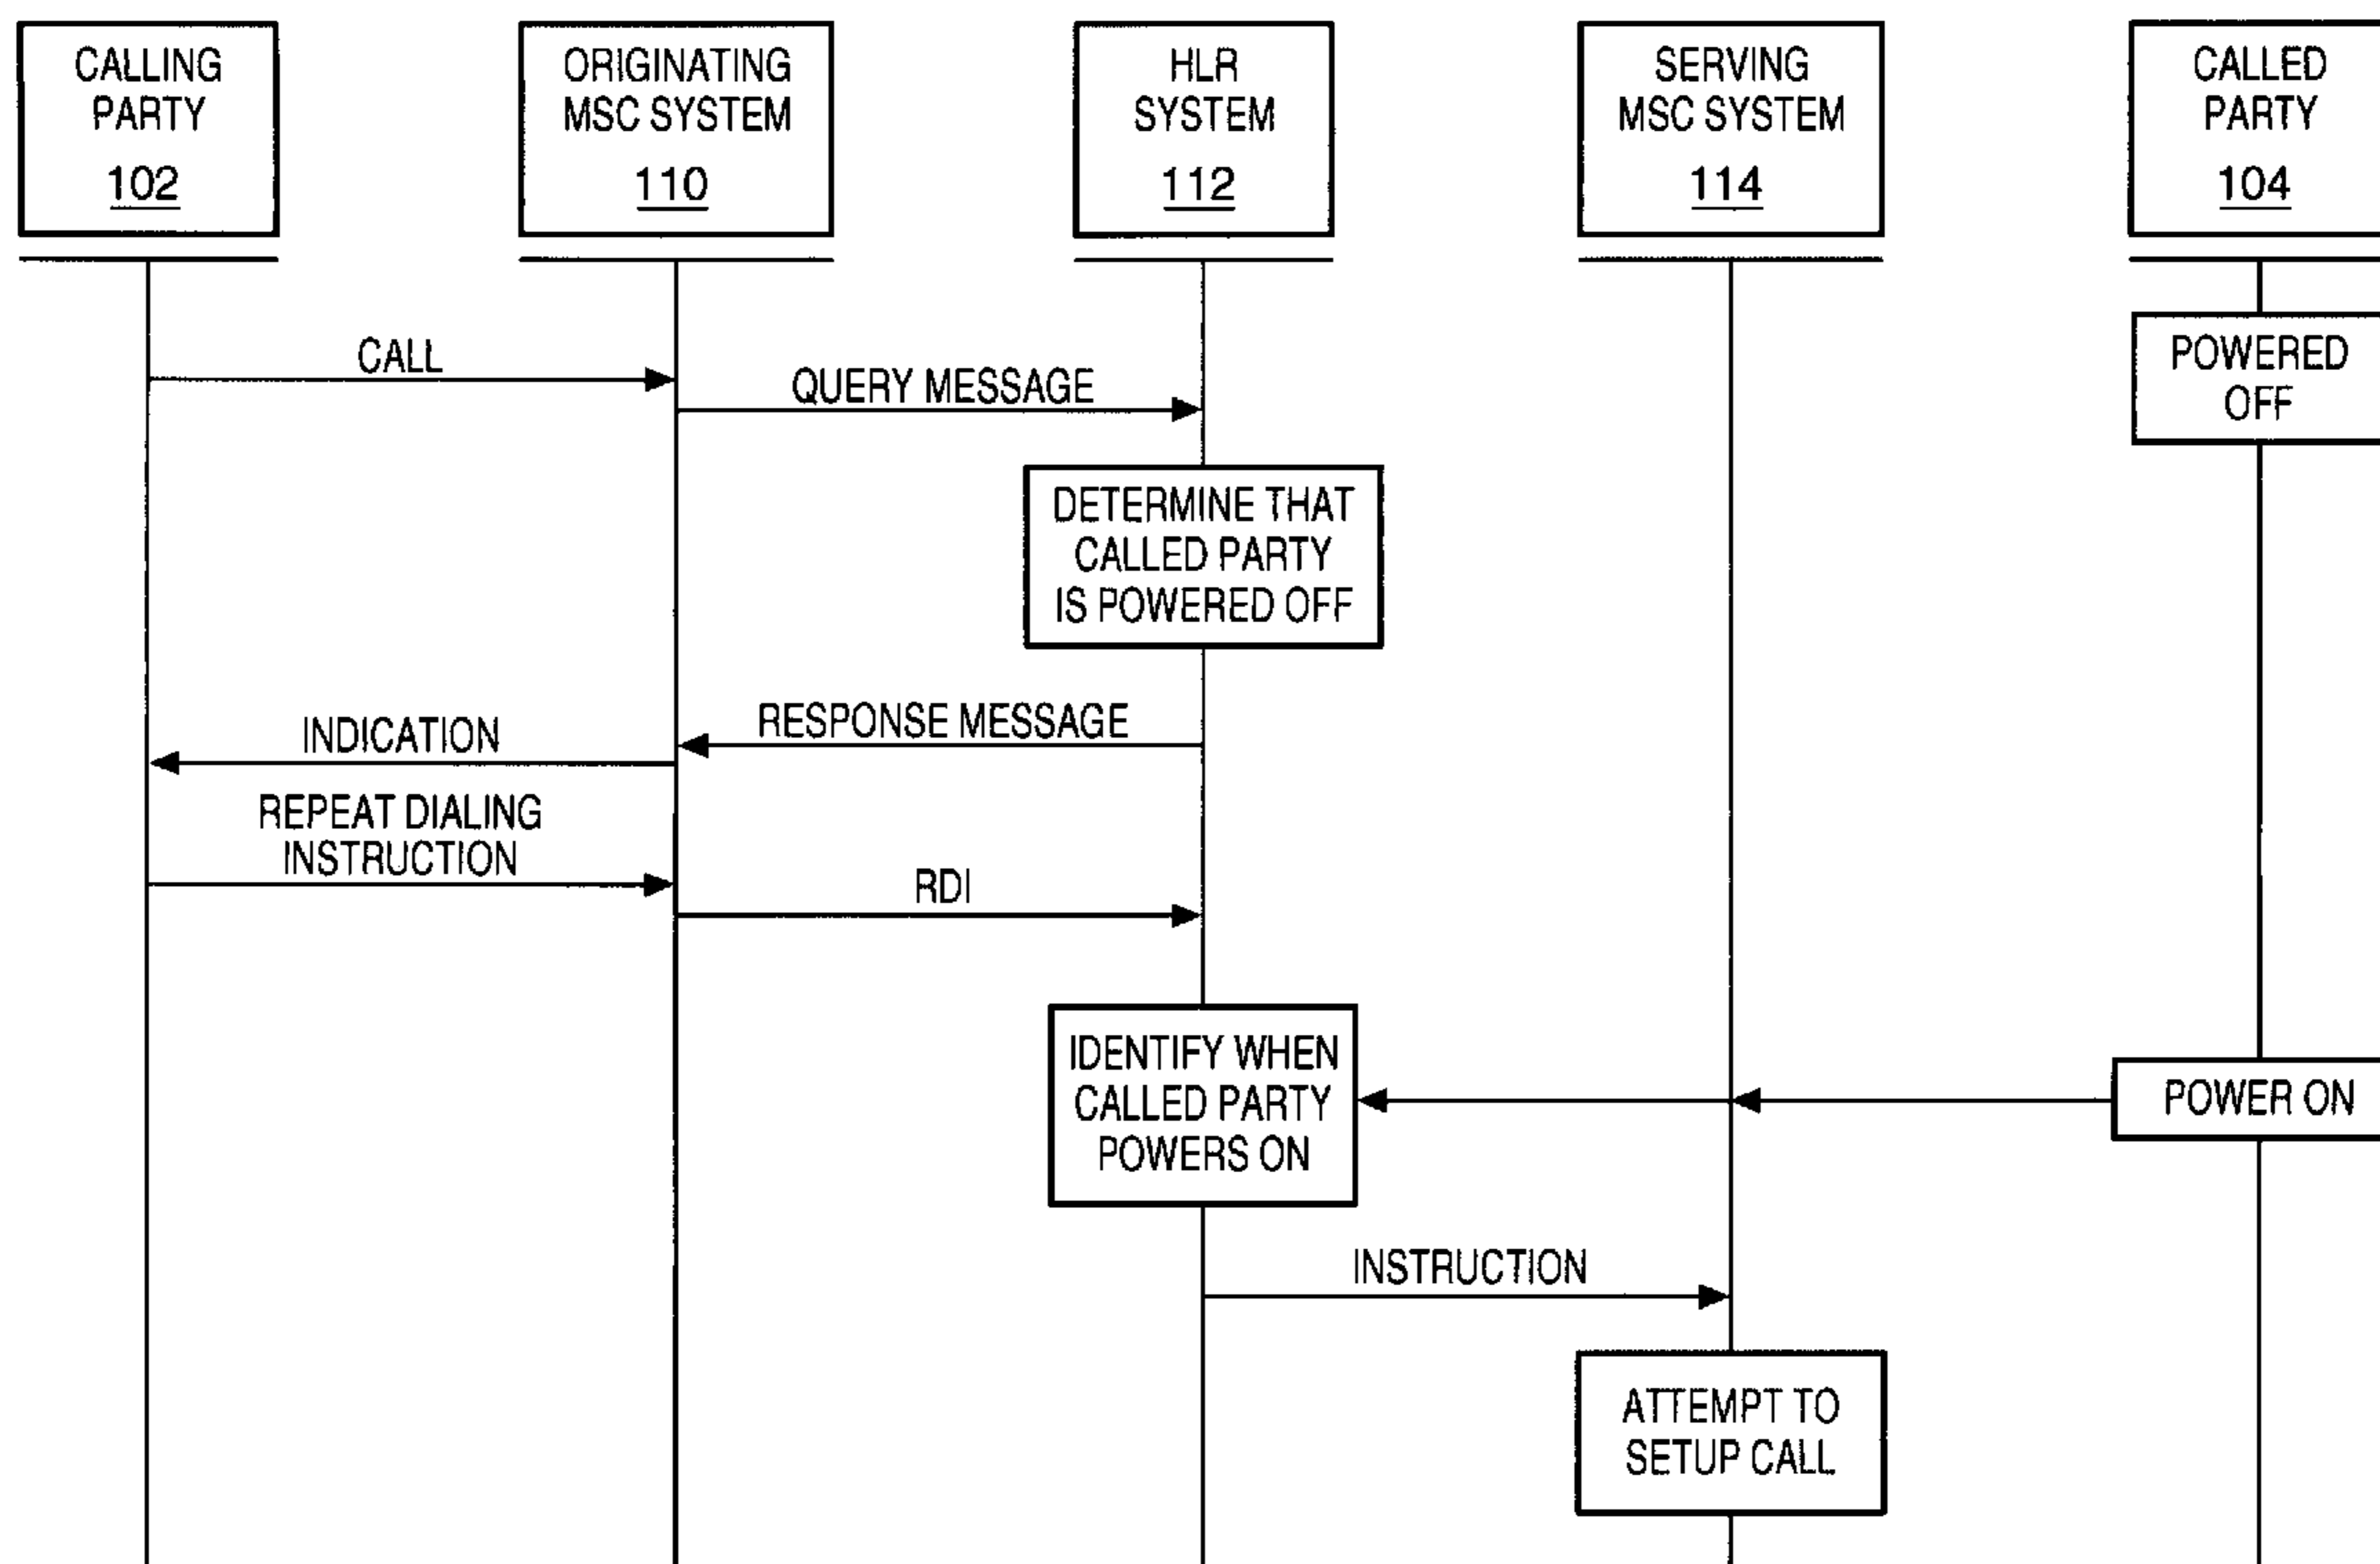 CALLING
PARTY
102
ORIGINATING
MSC SYSTEM
110
HLR
SYSTEM
112
SERVING
MSC SYSTEM
114
CALLED
PARTY
104
POWERED
OFF
CALL
QUERY MESSAGE
DETERMINE THAT
CALLED PARTY
IS POWERED OFF
RESPONSE MESSAGE
INDICATION
REPEAT DIALING
INSTRUCTION
RDI
IDENTIFY WHEN
CALLED PARTY
POWERS ON
POWER ON
INSTRUCTION
ATTEMPT TO
SETUP CALL